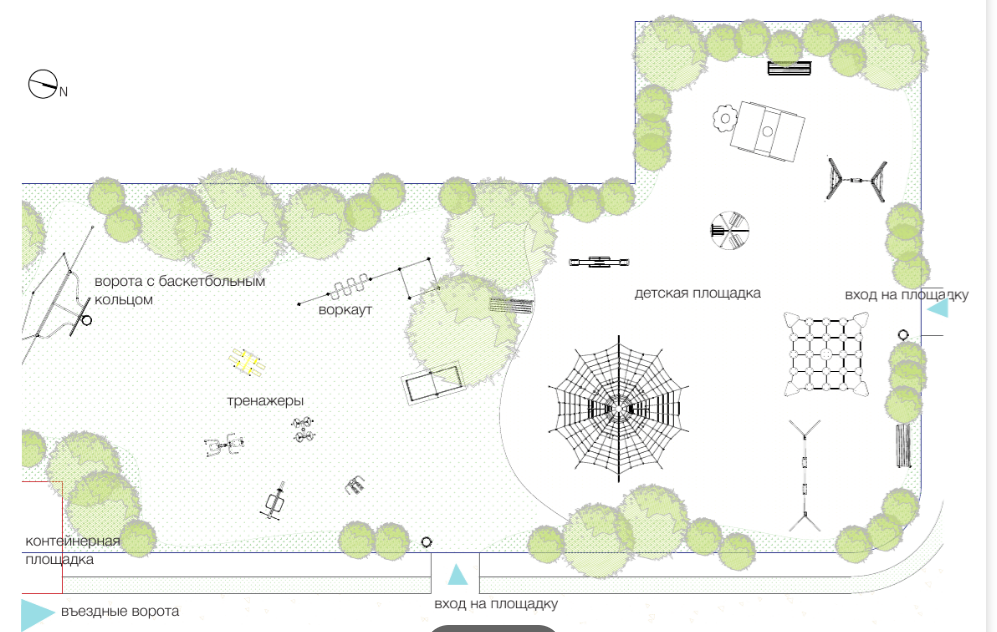 N
ворота с баскетбольным
кольцом
воркаут
детская площадка
вход на площадку
тренажеры
контейнерная
площадка
въездные ворота
вход на площадку